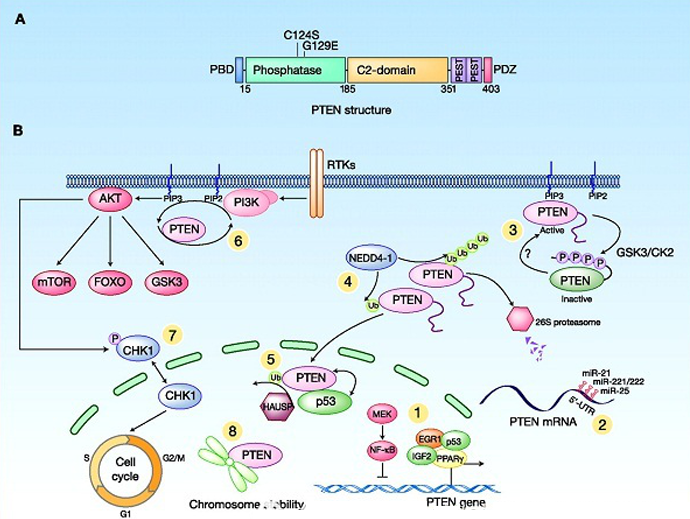 A
C124S
G129E
PBD
Phosphatase
C2-domain
PEST
PEST
PDZ
15
185
351
403
PTEN structure
B
RTKs
PIP3
PIP2
AKT
PIP3
PIP2
PI3K
PTEN
6
mTOR
FOXO
GSK3
3
PTEN
Active
GSK3/CK2
?
P P P P
PTEN
Inactive
NEDD4-1
Ub Ub Ub Ub
PTEN
4
Ub
PTEN
26S proteasome
P
CHK1
7
CHK1
5
Ub
PTEN
p53
HAUSP
miR-21
miR-221/222
miR-25
5'-UTR
PTEN mRNA
2
MEK
1
NF-κB
EGR1
p53
IGF2
PPARγ
PTEN gene
8
PTEN
Chromosome
S
G2/M
G1
Cell
cycle